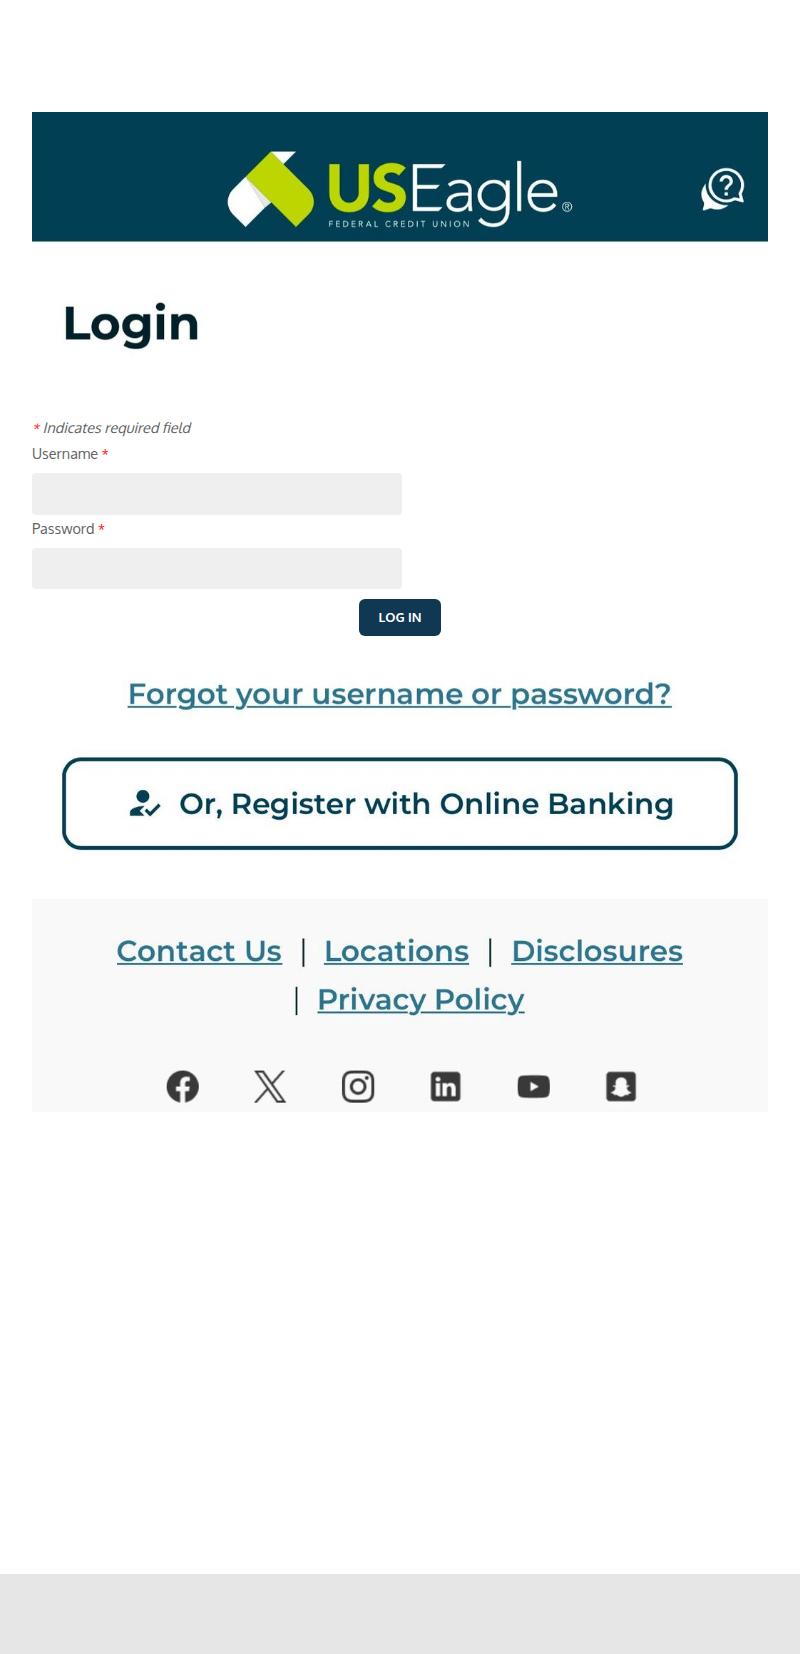 USEagle®
FEDERAL CREDIT UNION
Login
* Indicates required field
Username *
Password *
LOG IN
Forgot your username or password?
Or, Register with Online Banking
Contact Us | Locations | Disclosures
| Privacy Policy